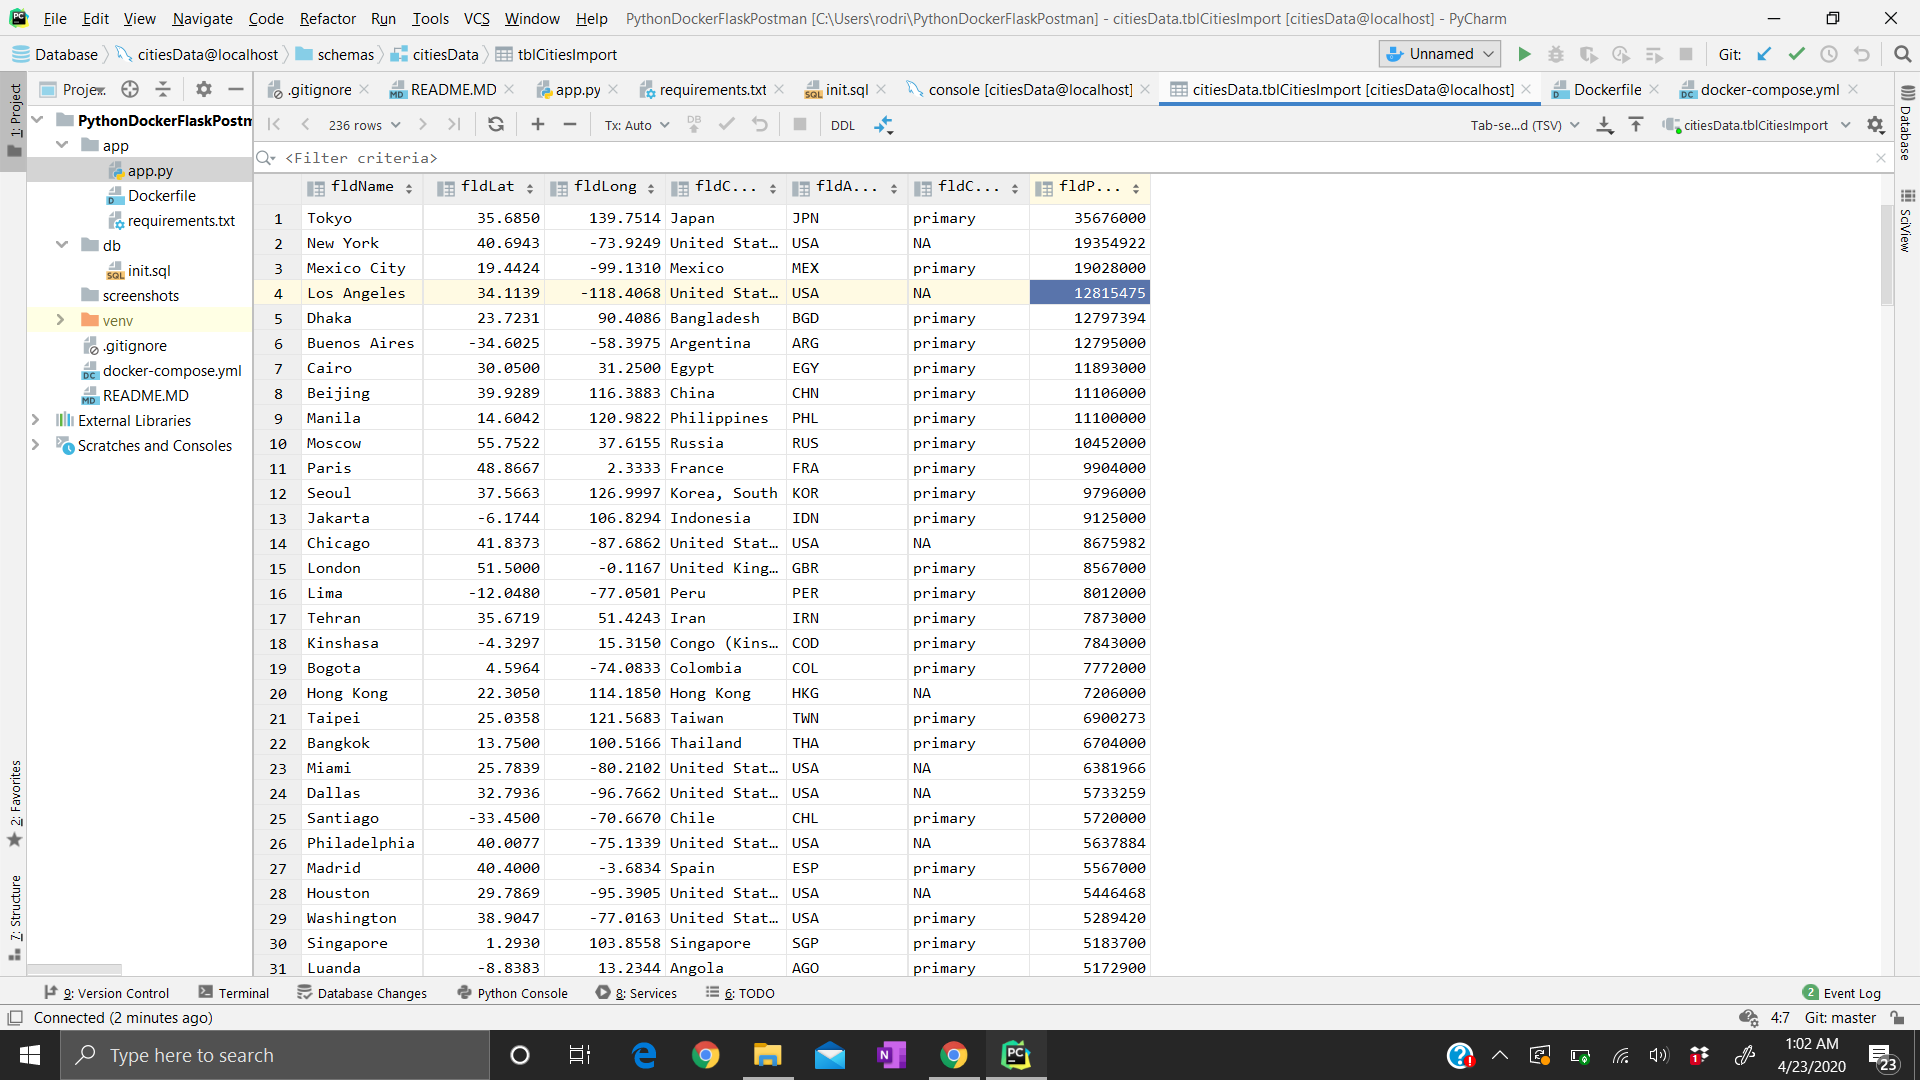 File Edit View Navigate Code Refactor Run Tools VCS Window Help PythonDockerFlaskPostman [C:\Users\rodri\PythonDockerFlaskPostman] - citiesData.tblCitiesImport [citiesData@localhost] - PyCharm
Database citiesData@localhost schemas citiesData tblCitiesImport Unnamed Git:
Proje... .gitignore README.MD app.py requirements.txt init.sql console [citiesData@localhost] citiesData.tblCitiesImport [citiesData@localhost] Dockerfile docker-compose.yml
236 rows Tx: Auto DB DDL Tab-se...d (TSV) citiesData.tblCitiesImport
<Filter criteria>
1: Project
2: Favorites
7: Structure
Database
SciView
PythonDockerFlaskPostm
app
app.py
Dockerfile
requirements.txt
db
init.sql
screenshots
venv
.gitignore
docker-compose.yml
README.MD
External Libraries
Scratches and Consoles
fldName fldLat fldLong fldC... fldA... fldC... fldP...
1 Tokyo 35.6850 139.7514 Japan JPN primary 35676000
2 New York 40.6943 -73.9249 United Stat… USA NA 19354922
3 Mexico City 19.4424 -99.1310 Mexico MEX primary 19028000
4 Los Angeles 34.1139 -118.4068 United Stat… USA NA 12815475
5 Dhaka 23.7231 90.4086 Bangladesh BGD primary 12797394
6 Buenos Aires -34.6025 -58.3975 Argentina ARG primary 12795000
7 Cairo 30.0500 31.2500 Egypt EGY primary 11893000
8 Beijing 39.9289 116.3883 China CHN primary 11106000
9 Manila 14.6042 120.9822 Philippines PHL primary 11100000
10 Moscow 55.7522 37.6155 Russia RUS primary 10452000
11 Paris 48.8667 2.3333 France FRA primary 9904000
12 Seoul 37.5663 126.9997 Korea, South KOR primary 9796000
13 Jakarta -6.1744 106.8294 Indonesia IDN primary 9125000
14 Chicago 41.8373 -87.6862 United Stat… USA NA 8675982
15 London 51.5000 -0.1167 United King… GBR primary 8567000
16 Lima -12.0480 -77.0501 Peru PER primary 8012000
17 Tehran 35.6719 51.4243 Iran IRN primary 7873000
18 Kinshasa -4.3297 15.3150 Congo (Kins… COD primary 7843000
19 Bogota 4.5964 -74.0833 Colombia COL primary 7772000
20 Hong Kong 22.3050 114.1850 Hong Kong HKG NA 7206000
21 Taipei 25.0358 121.5683 Taiwan TWN primary 6900273
22 Bangkok 13.7500 100.5166 Thailand THA primary 6704000
23 Miami 25.7839 -80.2102 United Stat… USA NA 6381966
24 Dallas 32.7936 -96.7662 United Stat… USA NA 5733259
25 Santiago -33.4500 -70.6670 Chile CHL primary 5720000
26 Philadelphia 40.0077 -75.1339 United Stat… USA NA 5637884
27 Madrid 40.4000 -3.6834 Spain ESP primary 5567000
28 Houston 29.7869 -95.3905 United Stat… USA NA 5446468
29 Washington 38.9047 -77.0163 United Stat… USA primary 5289420
30 Singapore 1.2930 103.8558 Singapore SGP primary 5183700
31 Luanda -8.8383 13.2344 Angola AGO primary 5172900
9: Version Control Terminal Database Changes Python Console 8: Services 6: TODO 2 Event Log
Connected (2 minutes ago) 4:7 Git: master
Type here to search 1:02 AM
4/23/2020 23